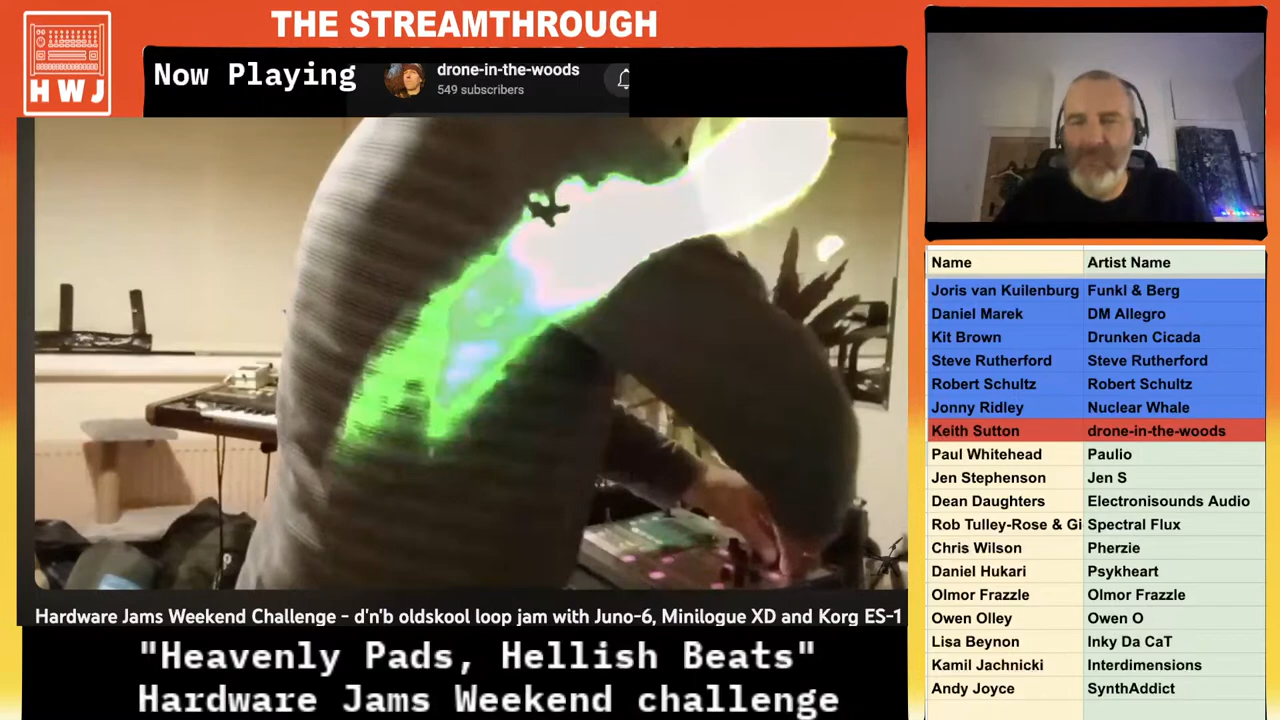 THE STREAMTHROUGH
HWJ
Now Playing
drone-in-the-woods
549 subscribers
Hardware Jams Weekend Challenge - d'n'b oldskool loop jam with Juno-6, Minilogue XD and Korg ES-1
"Heavenly Pads, Hellish Beats"
Hardware Jams Weekend challenge
Name Artist Name
Joris van Kuilenburg Funkl & Berg
Daniel Marek DM Allegro
Kit Brown Drunken Cicada
Steve Rutherford Steve Rutherford
Robert Schultz Robert Schultz
Jonny Ridley Nuclear Whale
Keith Sutton drone-in-the-woods
Paul Whitehead Paulio
Jen Stephenson Jen S
Dean Daughters Electronisounds Audio
Rob Tulley-Rose & Gi Spectral Flux
Chris Wilson Pherzie
Daniel Hukari Psykheart
Olmor Frazzle Olmor Frazzle
Owen Olley Owen O
Lisa Beynon Inky Da CaT
Kamil Jachnicki Interdimensions
Andy Joyce SynthAddict